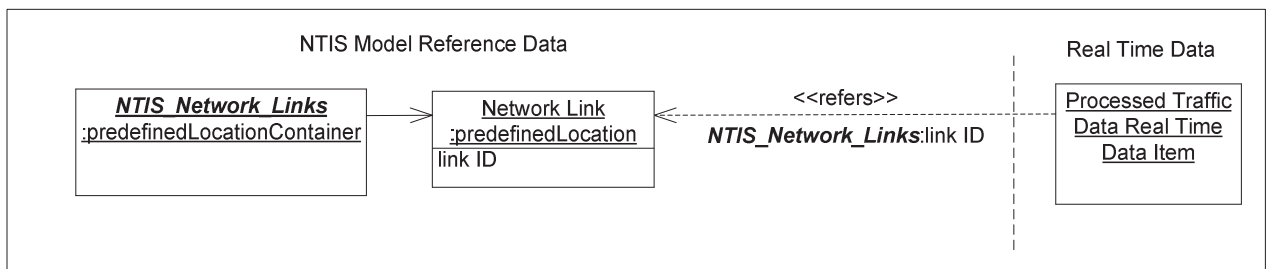 NTIS Model Reference Data
Real Time Data
NTIS_Network_Links
:predefinedLocationContainer
Network Link
:predefinedLocation
link ID
<<refers>>
NTIS_Network_Links:link ID
Processed Traffic
Data Real Time
Data Item